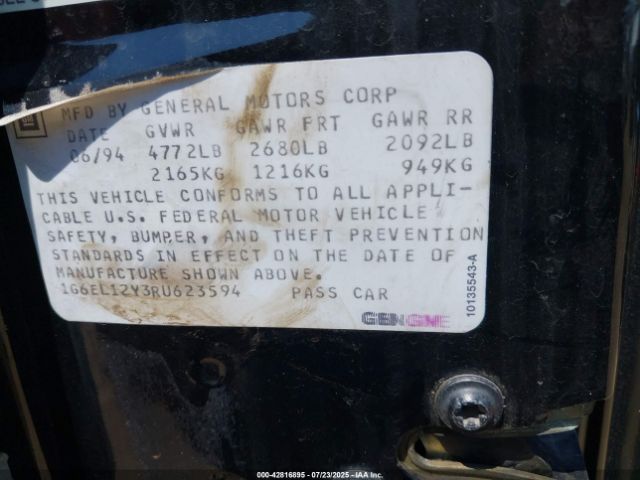 GM
MFD BY GENERAL MOTORS CORP
DATE GVWR GAWR FRT GAWR RR
06/94 4772LB 2680LB 2092LB
2165KG 1216KG 949KG
THIS VEHICLE CONFORMS TO ALL APPLI-
CABLE U.S. FEDERAL MOTOR VEHICLE
SAFETY, BUMPER, AND THEFT PREVENTION
STANDARDS IN EFFECT ON THE DATE OF
MANUFACTURE SHOWN ABOVE.
1G6EL12Y3RU623594 PASS CAR
10135543-A
000-42816895 - 07/23/2025 - IAA Inc.